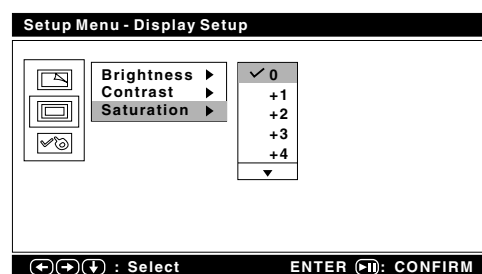 Setup Menu - Display Setup
Brightness
Contrast
Saturation
0
+1
+2
+3
+4
: Select ENTER : CONFIRM